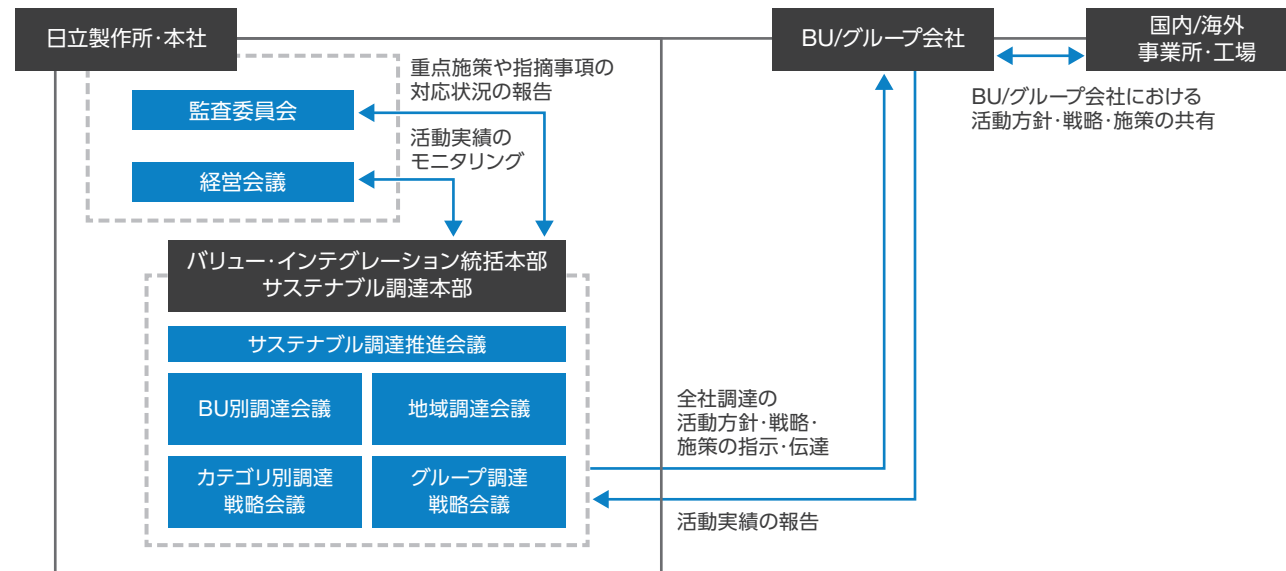 日立製作所·本社
BU/グループ会社
国内/海外
事業所·工場
重点施策や指摘事項の
対応状況の報告
監査委員会
活動実績の
モニタリング
経営会議
BU/グループ会社における
活動方針·戦略·施策の共有
バリュー·インテグレーション統括本部
サステナブル調達本部
サステナブル調達推進会議
BU別調達会議
地域調達会議
カテゴリ別調達
戦略会議
グループ調達
戦略会議
全社調達の
活動方針·戦略·
施策の指示·伝達
活動実績の報告